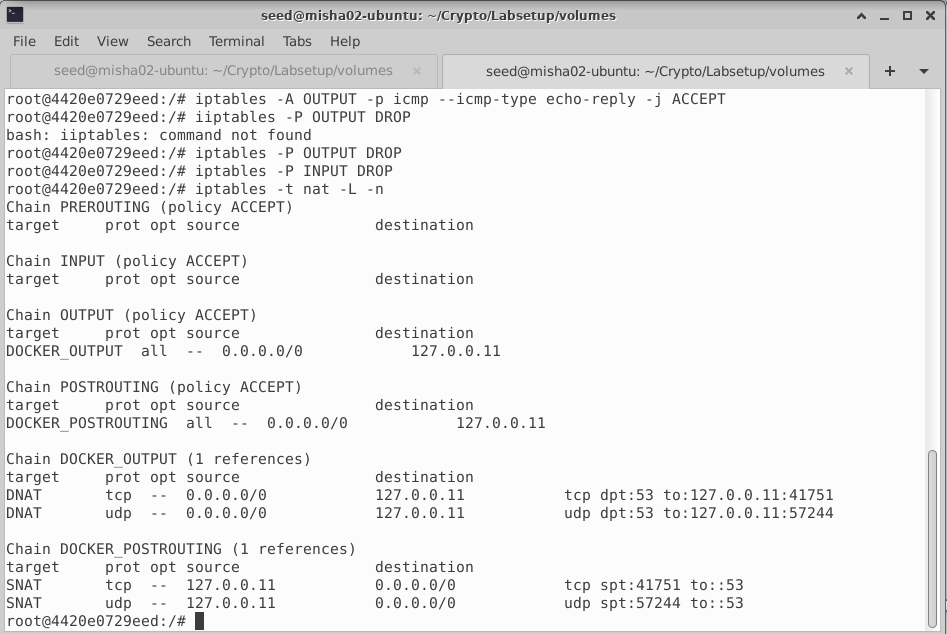 seed@misha02-ubuntu: ~/Crypto/Labsetup/volumes
File Edit View Search Terminal Tabs Help
seed@misha02-ubuntu: ~/Crypto/Labsetup/volumes × seed@misha02-ubuntu: ~/Crypto/Labsetup/volumes ×
root@4420e0729eed:/# iptables -A OUTPUT -p icmp --icmp-type echo-reply -j ACCEPT
root@4420e0729eed:/# iiptables -P OUTPUT DROP
bash: iiptables: command not found
root@4420e0729eed:/# iptables -P OUTPUT DROP
root@4420e0729eed:/# iptables -P INPUT DROP
root@4420e0729eed:/# iptables -t nat -L -n
Chain PREROUTING (policy ACCEPT)
target     prot opt source               destination
Chain INPUT (policy ACCEPT)
target     prot opt source               destination
Chain OUTPUT (policy ACCEPT)
target     prot opt source               destination
DOCKER_OUTPUT  all  --  0.0.0.0/0            127.0.0.11
Chain POSTROUTING (policy ACCEPT)
target     prot opt source               destination
DOCKER_POSTROUTING  all  --  0.0.0.0/0            127.0.0.11
Chain DOCKER_OUTPUT (1 references)
target     prot opt source               destination
DNAT       tcp  --  0.0.0.0/0            127.0.0.11           tcp dpt:53 to:127.0.0.11:41751
DNAT       udp  --  0.0.0.0/0            127.0.0.11           udp dpt:53 to:127.0.0.11:57244
Chain DOCKER_POSTROUTING (1 references)
target     prot opt source               destination
SNAT       tcp  --  127.0.0.11           0.0.0.0/0            tcp spt:41751 to::53
SNAT       udp  --  127.0.0.11           0.0.0.0/0            udp spt:57244 to::53
root@4420e0729eed:/#